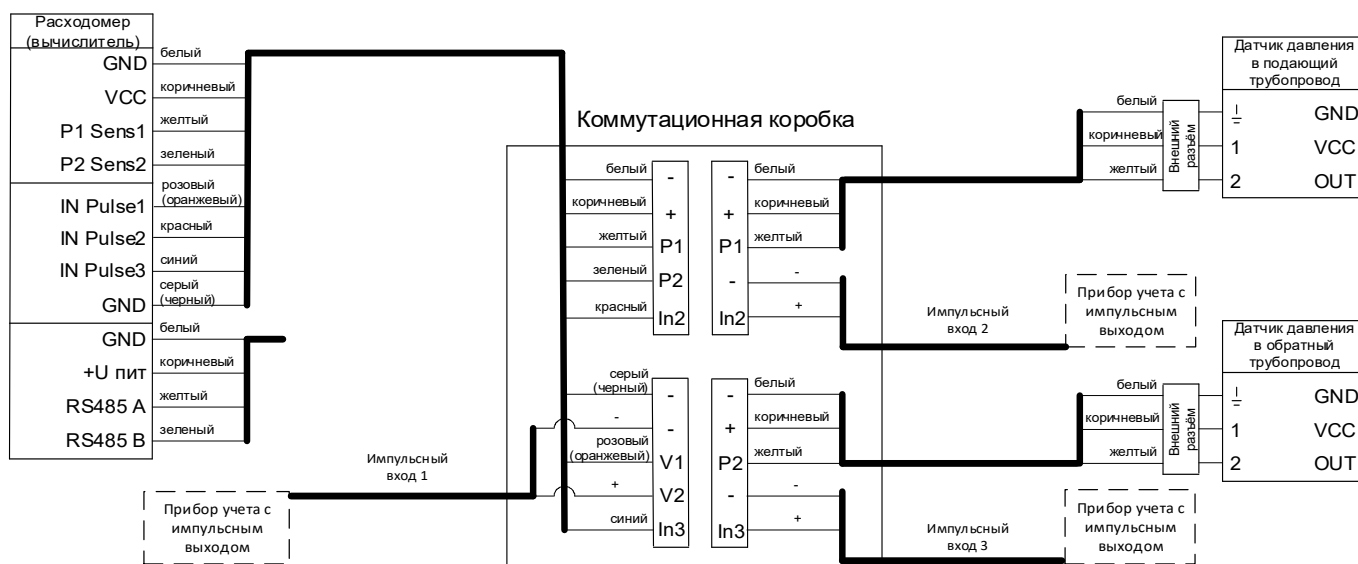 Расходомер
(вычислитель)
GND
белый
VCC
коричневый
P1 Sens1
желтый
P2 Sens2
зеленый
IN Pulse1
розовый
(оранжевый)
IN Pulse2
красный
IN Pulse3
синий
GND
серый
(черный)
GND
белый
+U пит
коричневый
RS485 A
желтый
RS485 B
зеленый
Импульсный
вход 1
Прибор учета с
импульсным
выходом
Коммутационная коробка
белый
-
коричневый
+
желтый
P1
зеленый
P2
красный
In2
-
белый
+
коричневый
P1
желтый
-
-
In2
+
серый
(черный)
-
-
-
розовый
(оранжевый)
V1
+
V2
синий
In3
-
белый
+
коричневый
P2
желтый
-
-
In3
+
Импульсный
вход 2
Прибор учета с
импульсным
выходом
Импульсный
вход 3
Прибор учета с
импульсным
выходом
Датчик давления
в подающий
трубопровод
белый
коричневый
желтый
Внешний
разъём
GND
1
VCC
2
OUT
Датчик давления
в обратный
трубопровод
белый
коричневый
желтый
Внешний
разъём
GND
1
VCC
2
OUT